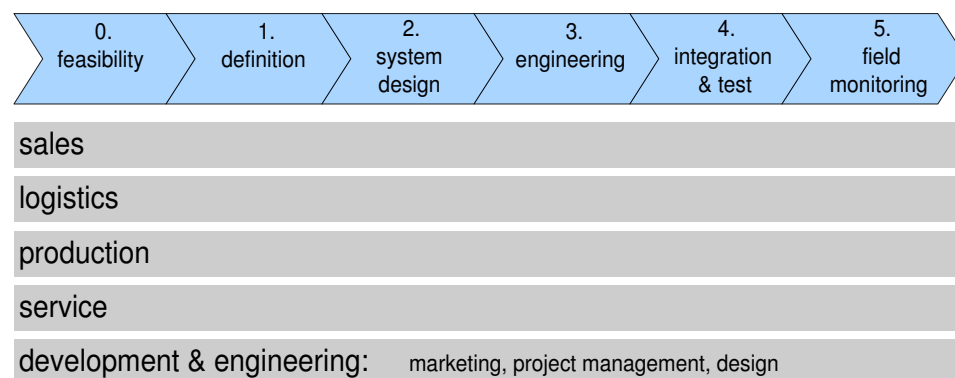 0.
feasibility
1.
definition
2.
system
design
3.
engineering
4.
integration
& test
5.
field
monitoring
sales
logistics
production
service
development & engineering: marketing, project management, design